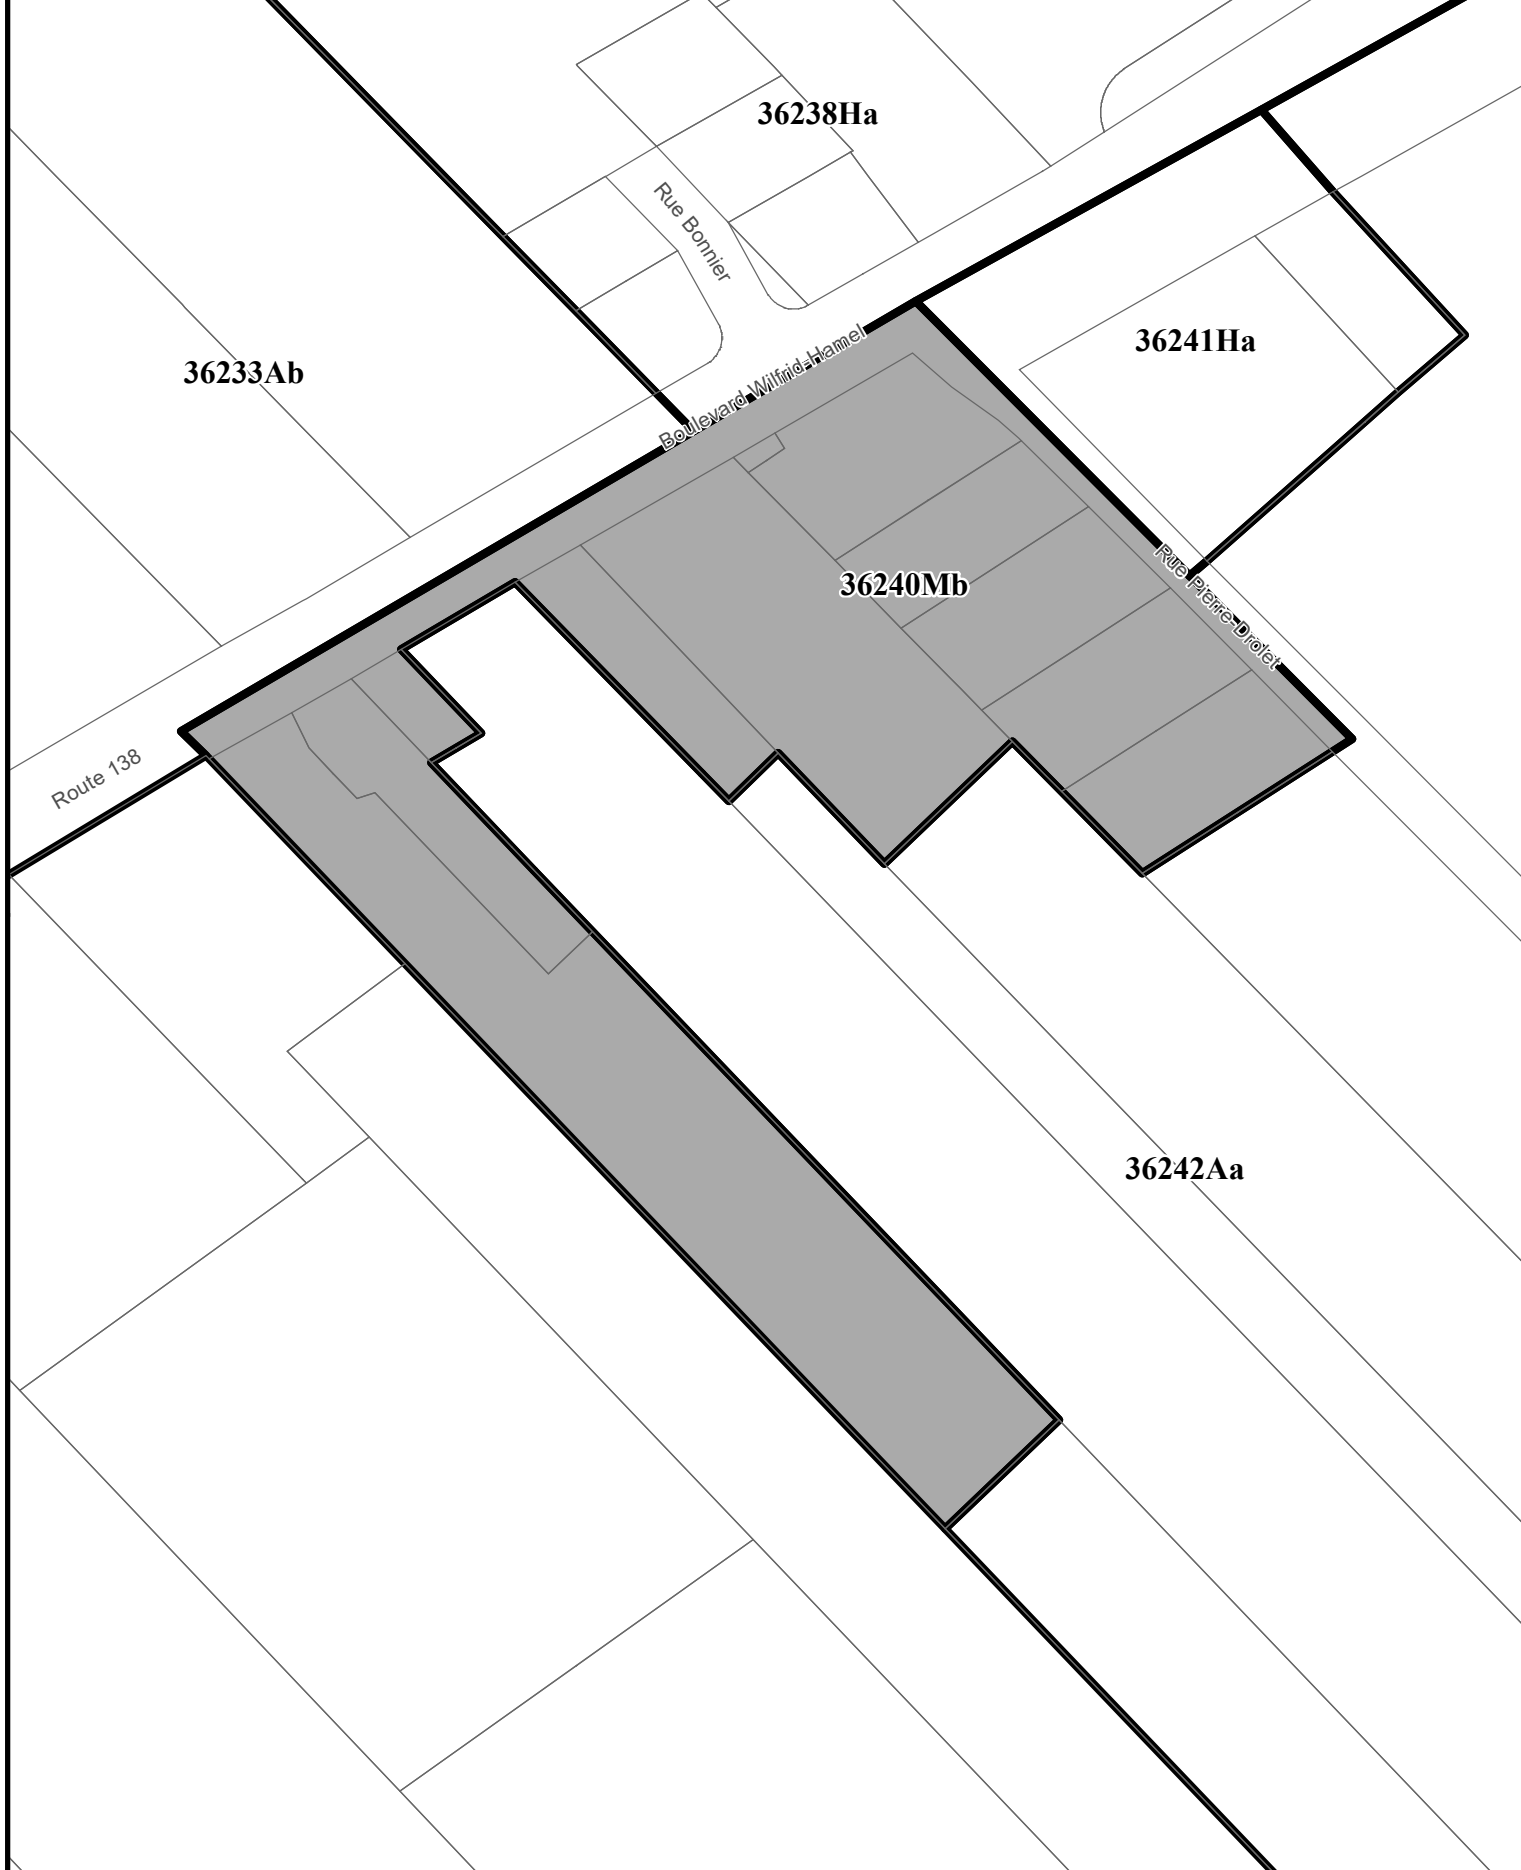 36238Ha
Rue Bonnier
36241Ha
36233Ab
Boulevard Wilfrid-Hamel
36240Mb
Rue Pierre-Drolet
Route 138
36242Aa